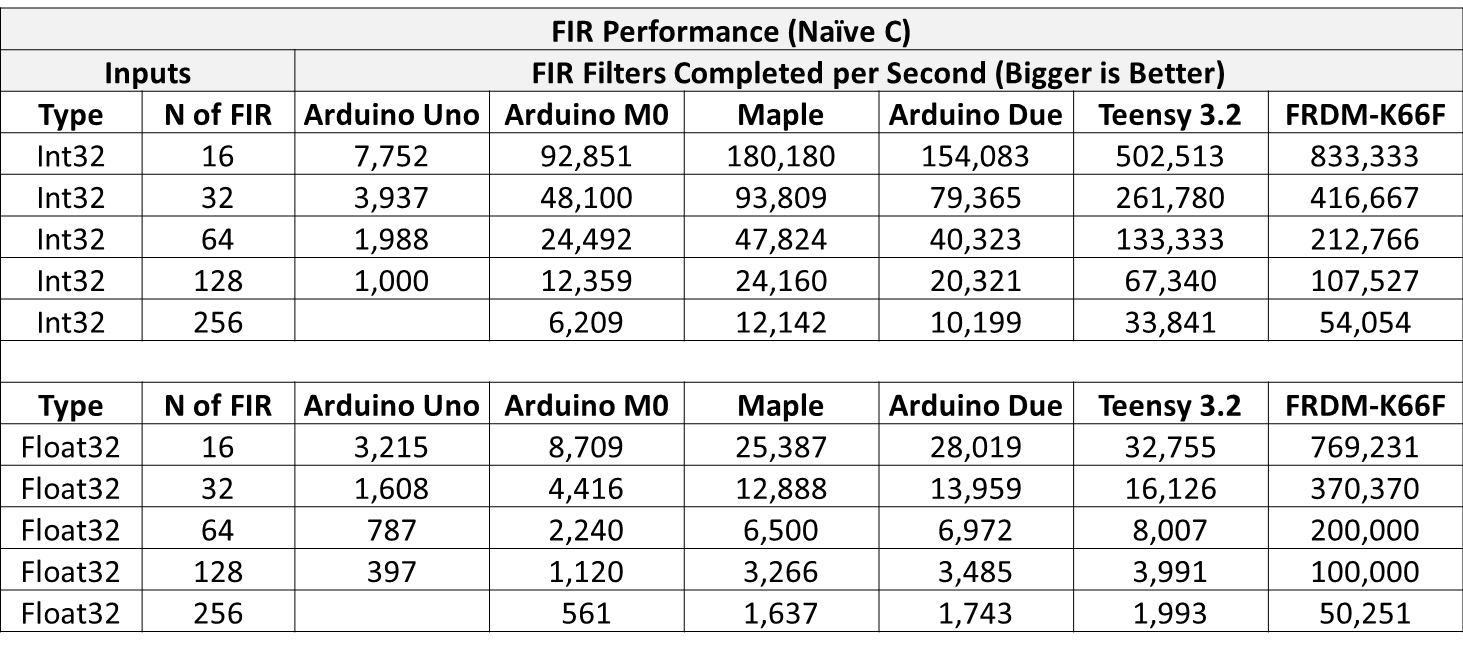 FIR Performance (Naïve C)
Inputs FIR Filters Completed per Second (Bigger is Better)
Type N of FIR Arduino Uno Arduino M0 Maple Arduino Due Teensy 3.2 FRDM-K66F
Int32 16 7,752 92,851 180,180 154,083 502,513 833,333
Int32 32 3,937 48,100 93,809 79,365 261,780 416,667
Int32 64 1,988 24,492 47,824 40,323 133,333 212,766
Int32 128 1,000 12,359 24,160 20,321 67,340 107,527
Int32 256 6,209 12,142 10,199 33,841 54,054
Type N of FIR Arduino Uno Arduino M0 Maple Arduino Due Teensy 3.2 FRDM-K66F
Float32 16 3,215 8,709 25,387 28,019 32,755 769,231
Float32 32 1,608 4,416 12,888 13,959 16,126 370,370
Float32 64 787 2,240 6,500 6,972 8,007 200,000
Float32 128 397 1,120 3,266 3,485 3,991 100,000
Float32 256 561 1,637 1,743 1,993 50,251